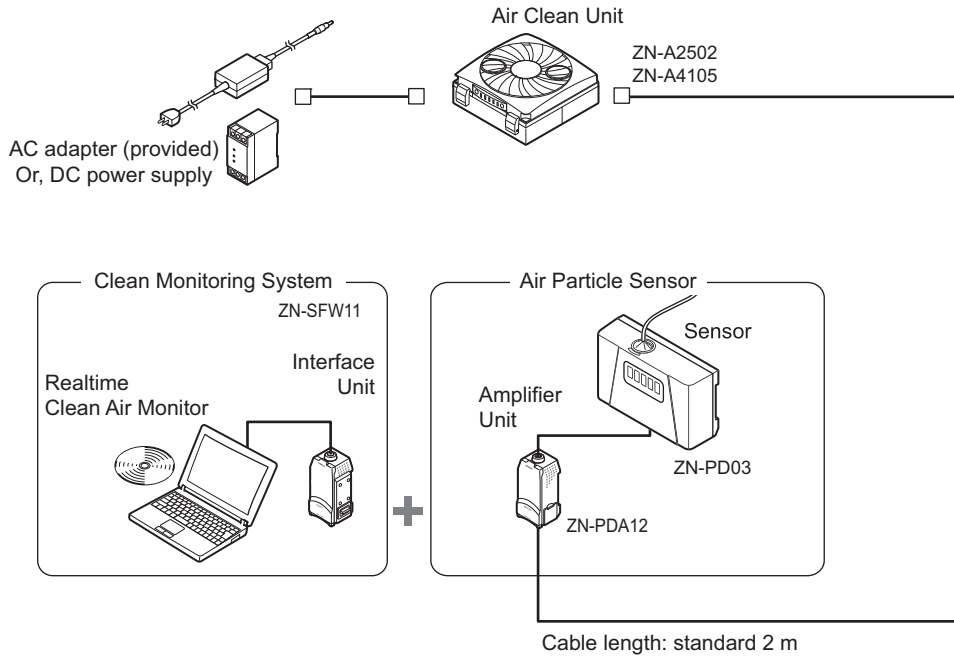 Air Clean Unit
ZN-A2502
ZN-A4105
AC adapter (provided)
Or, DC power supply
Clean Monitoring System
ZN-SFW11
Interface
Unit
Realtime
Clean Air Monitor
Air Particle Sensor
Sensor
Amplifier
Unit
ZN-PD03
ZN-PDA12
Cable length: standard 2 m